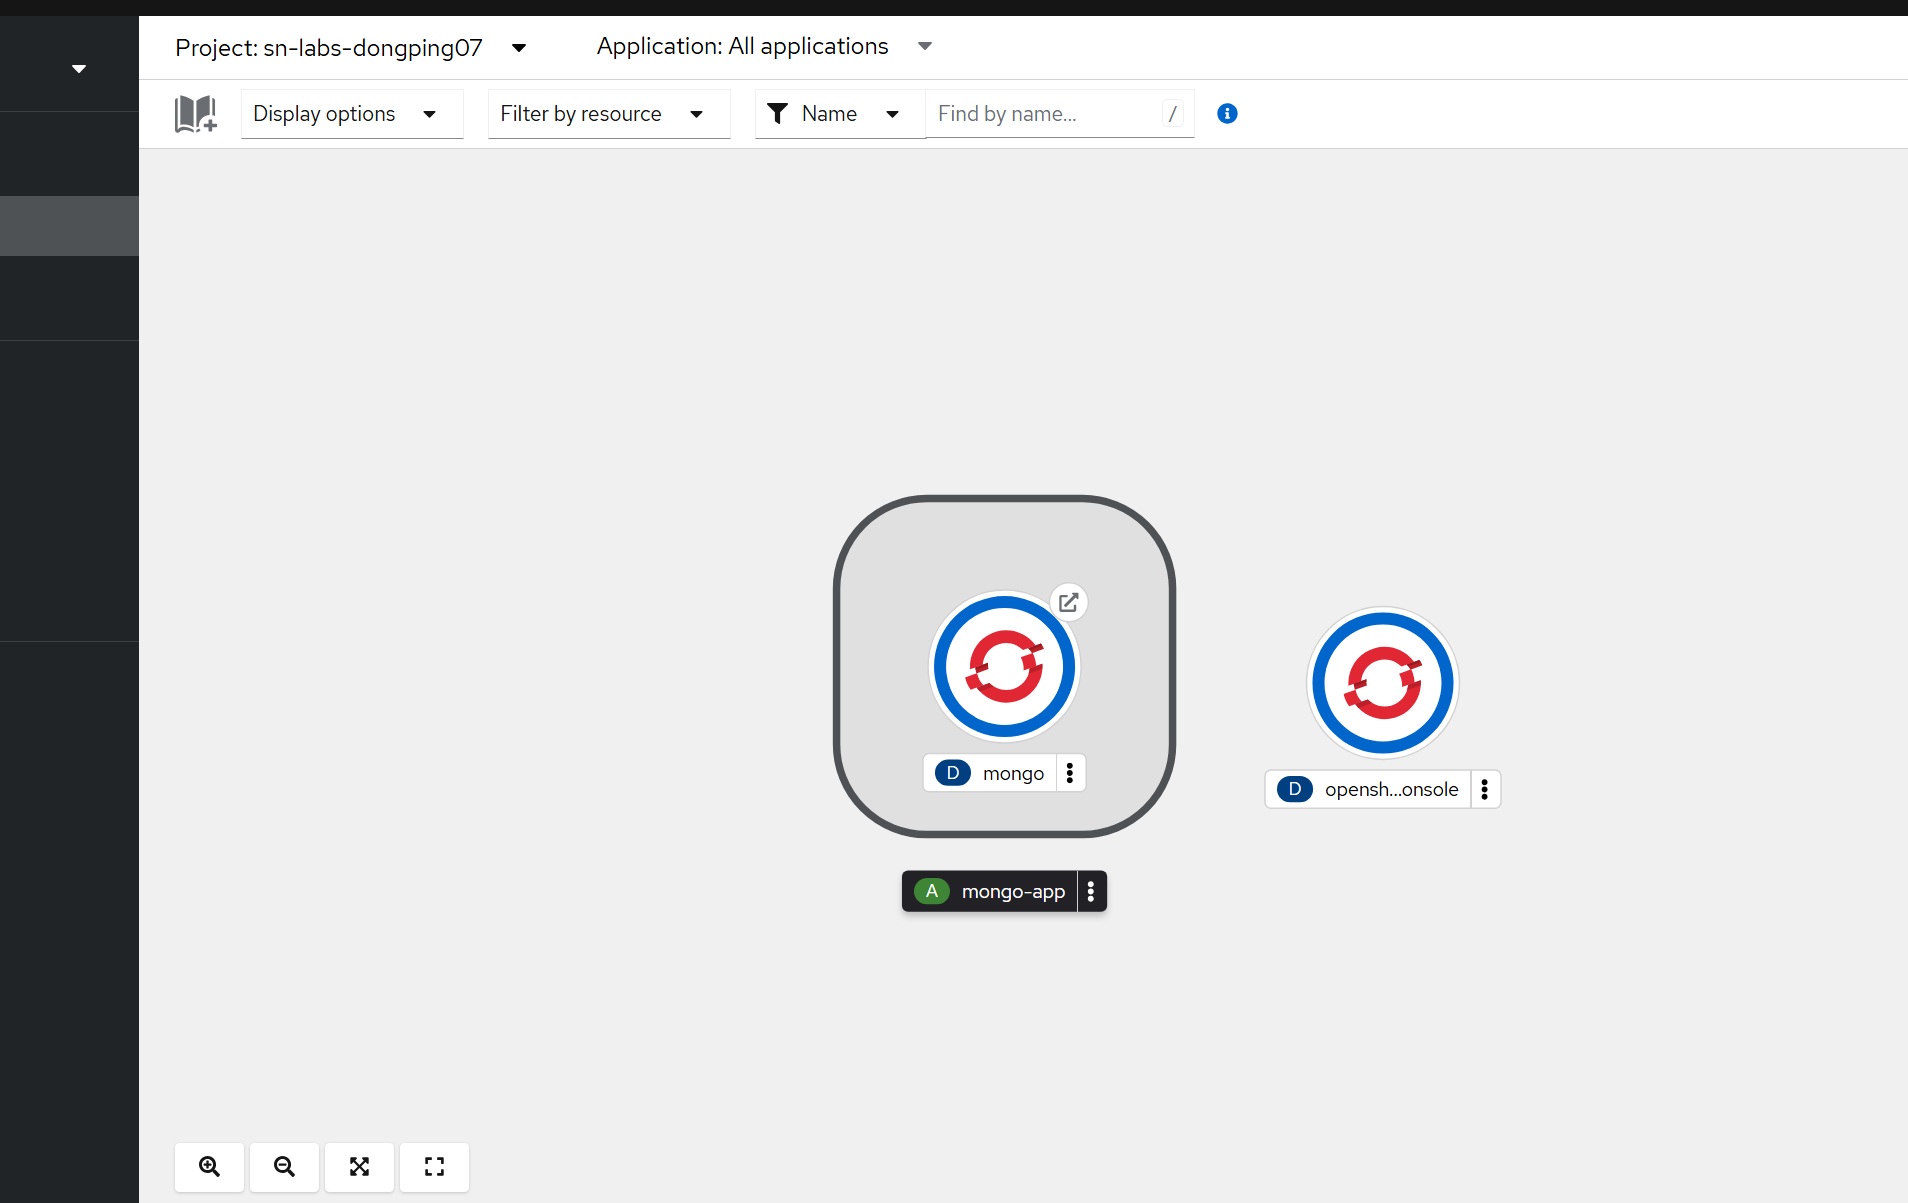 Project: sn-labs-dongping07 Application: All applications
Display options Filter by resource Name Find by name... /
D mongo
D opensh...onsole
A mongo-app